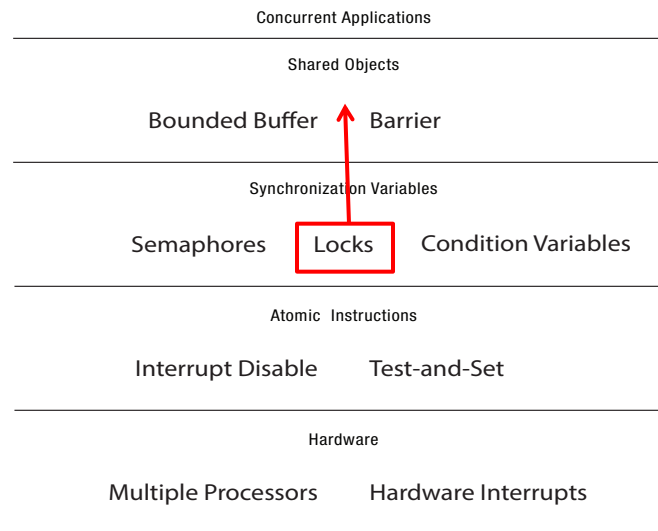 Concurrent Applications
Shared Objects
Bounded Buffer Barrier
Synchronization Variables
Semaphores Locks Condition Variables
Atomic Instructions
Interrupt Disable Test-and-Set
Hardware
Multiple Processors Hardware Interrupts